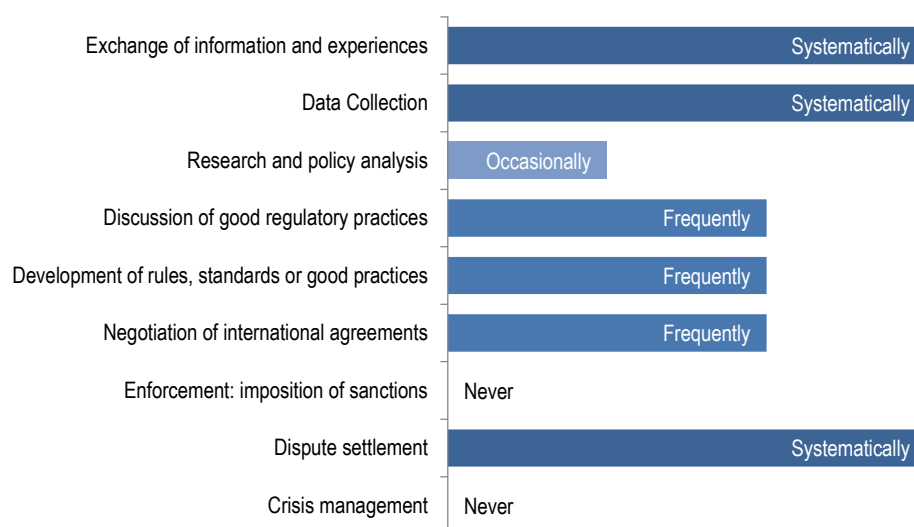 Exchange of information and experiences Systematically
Data Collection Systematically
Research and policy analysis Occasionally
Discussion of good regulatory practices Frequently
Development of rules, standards or good practices Frequently
Negotiation of international agreements Frequently
Enforcement: imposition of sanctions Never
Dispute settlement Systematically
Crisis management Never